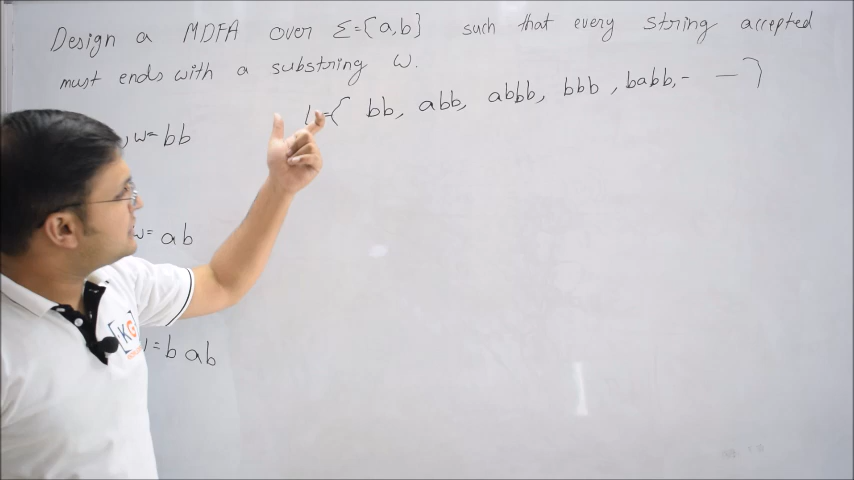 Design a MDFA over Σ={a,b} such that every string accepted
must ends with a substring w.
L={ bb, abb, abbb, bbb, babb,- — }
, w= bb
w= ab
= bab
KG